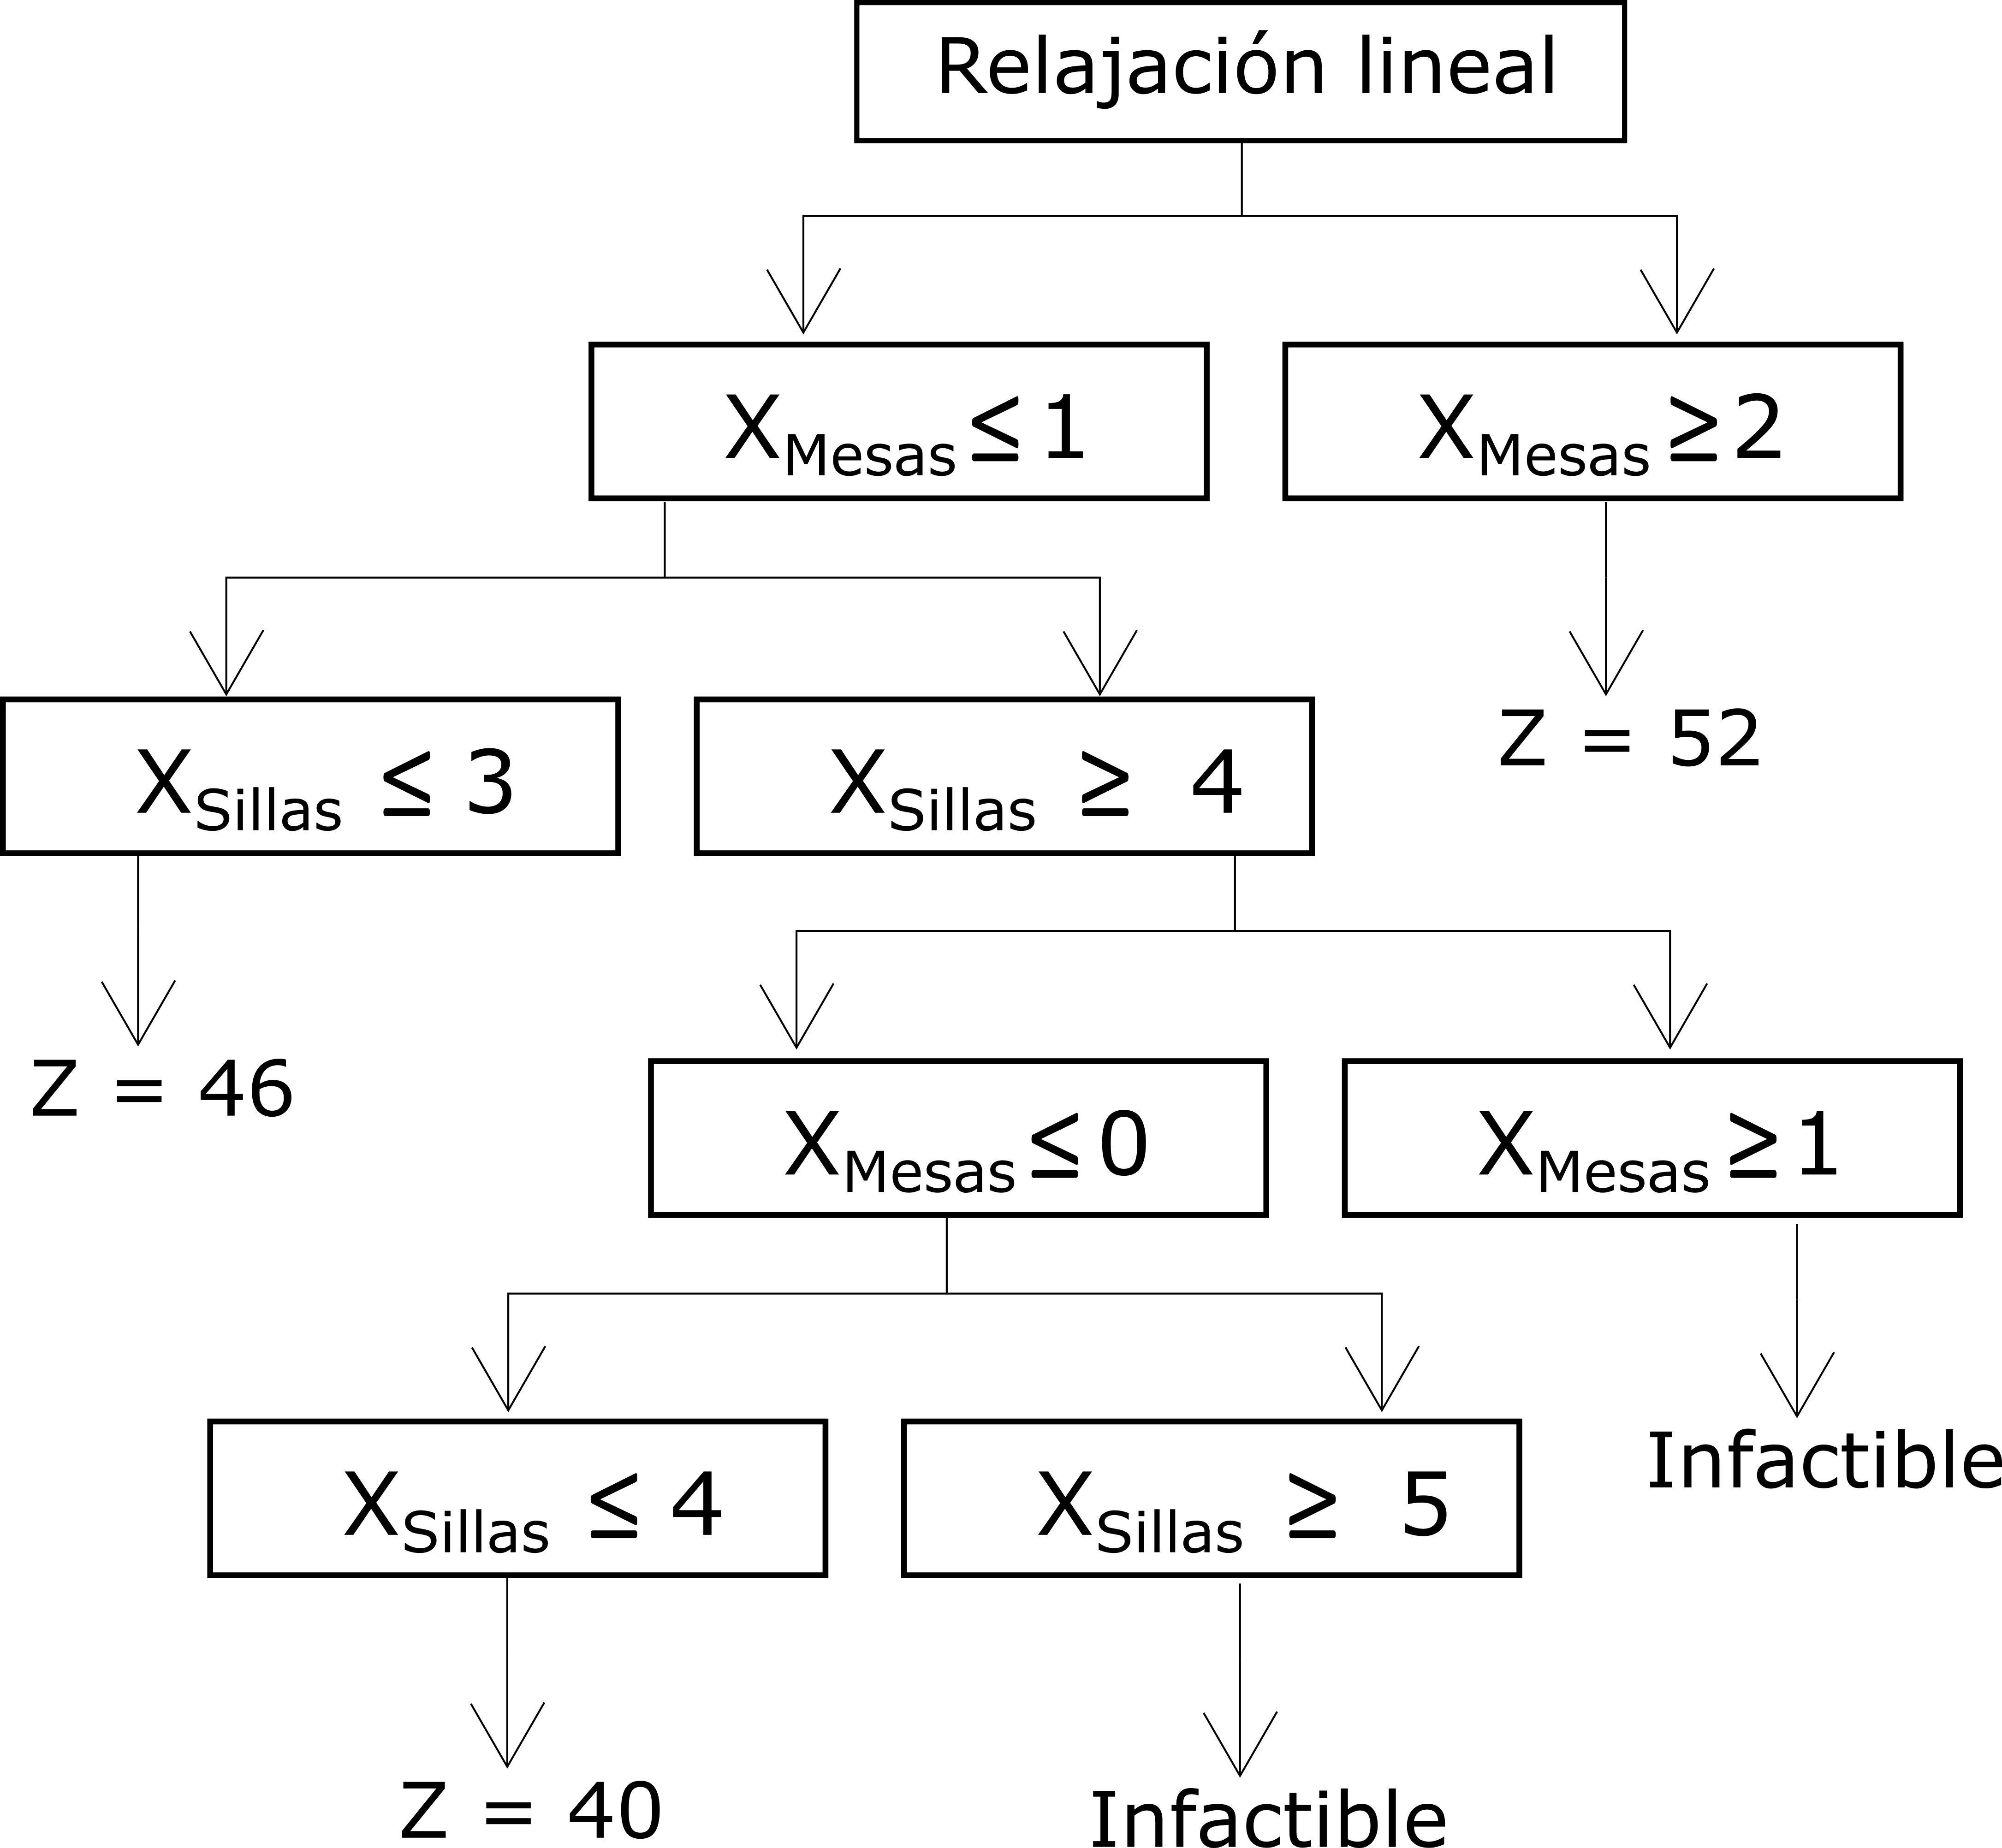 Relajación lineal
XMesas ≤ 1
XMesas ≥ 2
XSillas ≤ 3
XSillas ≥ 4
Z = 52
Z = 46
XMesas ≤ 0
XMesas ≥ 1
XSillas ≤ 4
XSillas ≥ 5
Infactible
Z = 40
Infactible